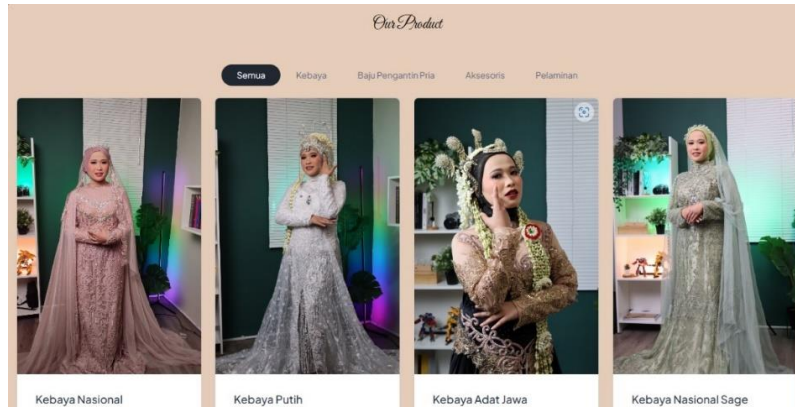 Our Product
Semua Kebaya Baju Pengantin Pria Aksesoris Pelaminan
Kebaya Nasional Kebaya Putih Kebaya Adat Jawa Kebaya Nasional Sage